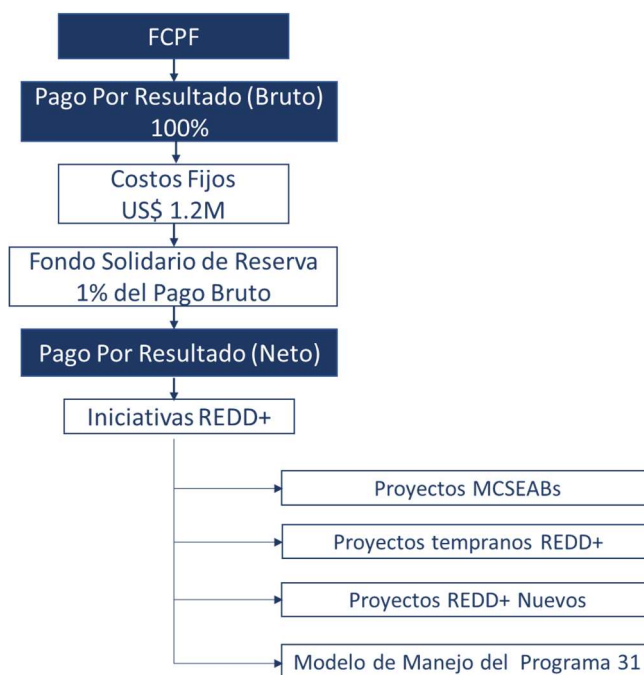 FCPF
Pago Por Resultado (Bruto)
100%
Costos Fijos
US$ 1.2M
Fondo Solidario de Reserva
1% del Pago Bruto
Pago Por Resultado (Neto)
Iniciativas REDD+
Proyectos MCSEABs
Proyectos tempranos REDD+
Proyectos REDD+ Nuevos
Modelo de Manejo del Programa 31